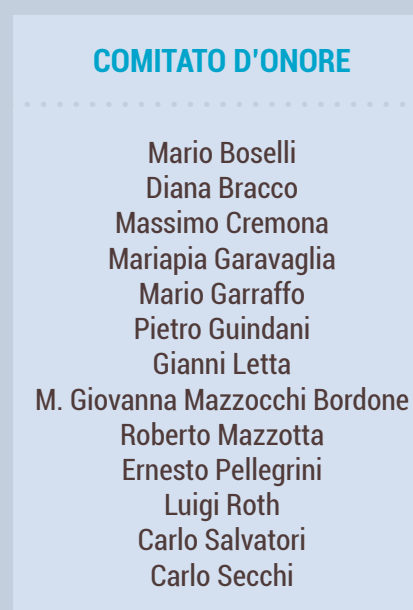 COMITATO D'ONORE
Mario Boselli
Diana Bracco
Massimo Cremona
Mariapia Garavaglia
Mario Garraffo
Pietro Guindani
Gianni Letta
M. Giovanna Mazzocchi Bordone
Roberto Mazzotta
Ernesto Pellegrini
Luigi Roth
Carlo Salvatori
Carlo Secchi